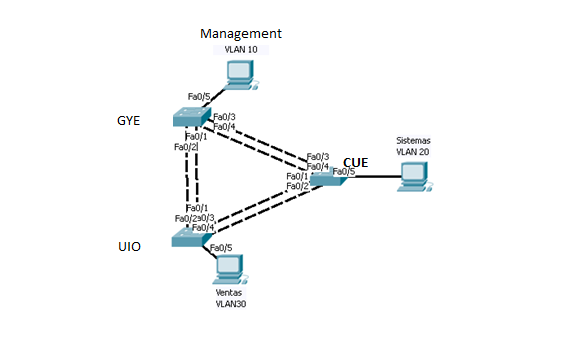 Management
VLAN 10
Fa0/5
GYE
Fa0/3
Fa0/4
Fa0/1
Fa0/2
Sistemas
VLAN 20
Fa0/3
Fa0/4
CUE
Fa0/5
Fa0/1
Fa0/2
Fa0/1
Fa0/2
Fa0/3
Fa0/4
UIO
Fa0/5
Ventas
VLAN30